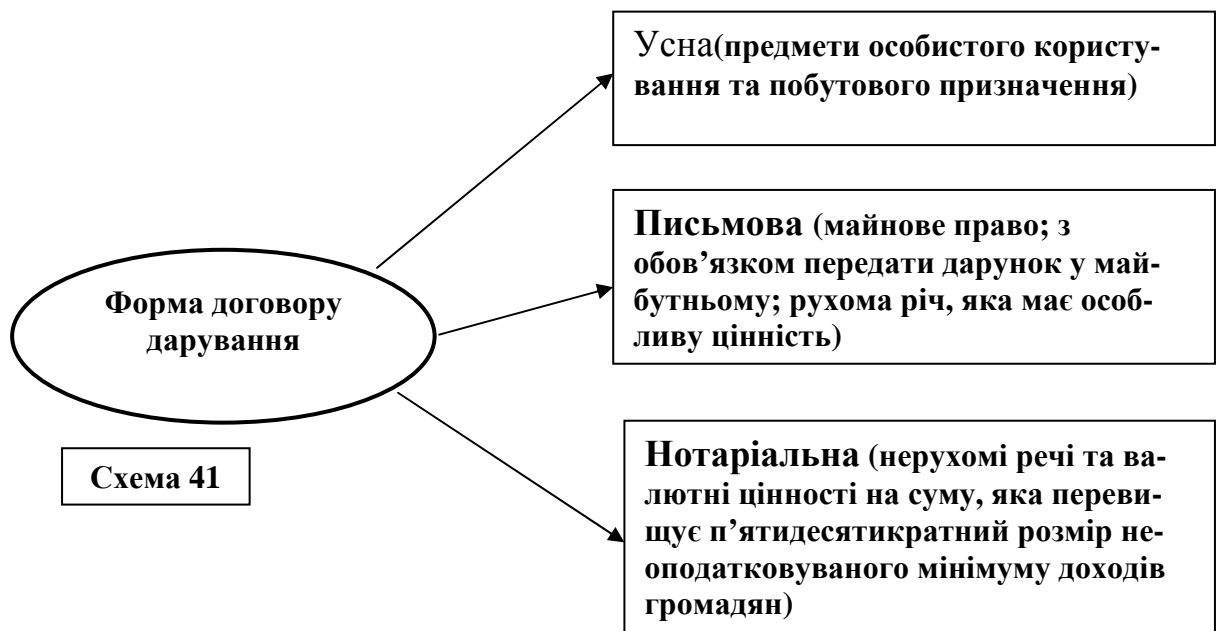 Усна(предмети особистого користу-
вання та побутового призначення)
Письмова (майнове право; з
обов’язком передати дарунок у май-
бутньому; рухома річ, яка має особ-
ливу цінність)
Форма договору
дарування
Нотаріальна (нерухомі речі та ва-
лютні цінності на суму, яка переви-
щує п’ятидесятикратний розмір не-
оподатковуваного мінімуму доходів
громадян)
Схема 41